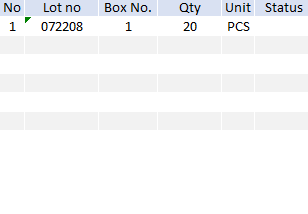 No Lot no Box No. Qty Unit Status
1 072208 1 20 PCS